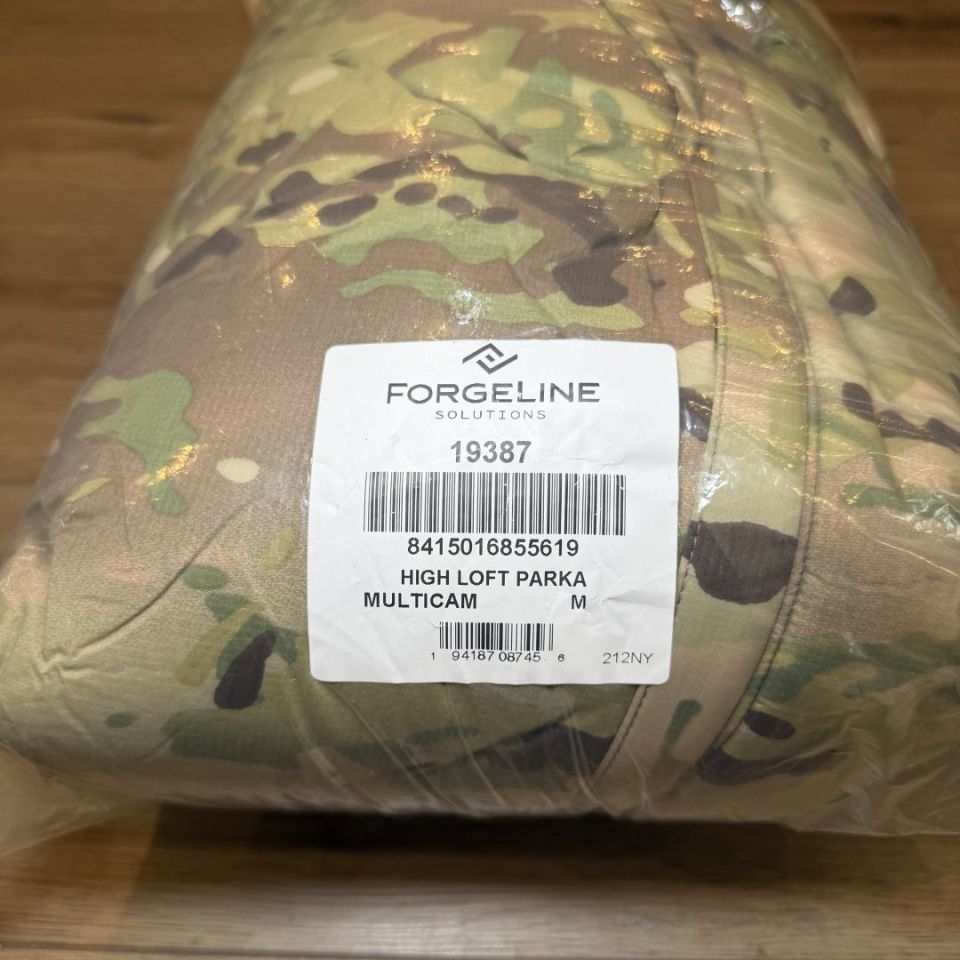 FORGELINE
SOLUTIONS
19387
8415016855619
HIGH LOFT PARKA
MULTICAM M
1 94187 08745 6 212NY